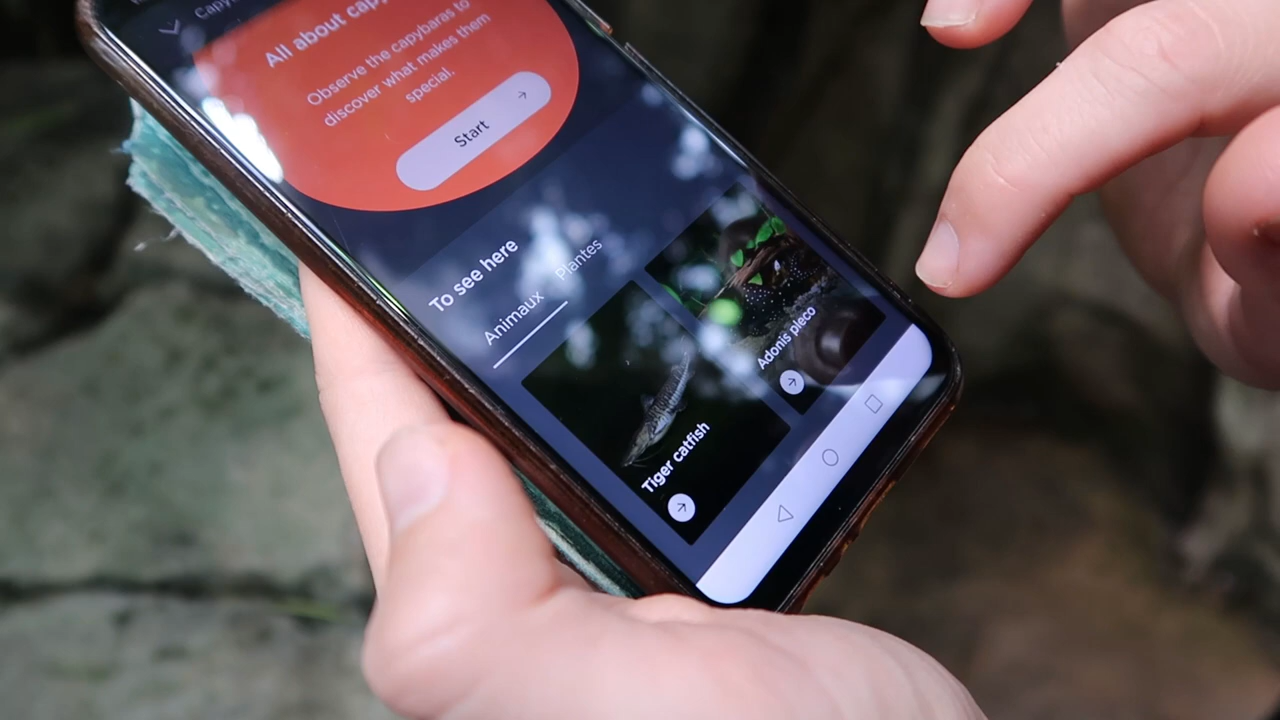 All about capy
Observe the capybaras to
discover what makes them
special.
Start
To see here
Animaux
Plantes
Tiger catfish
Adonis pleco